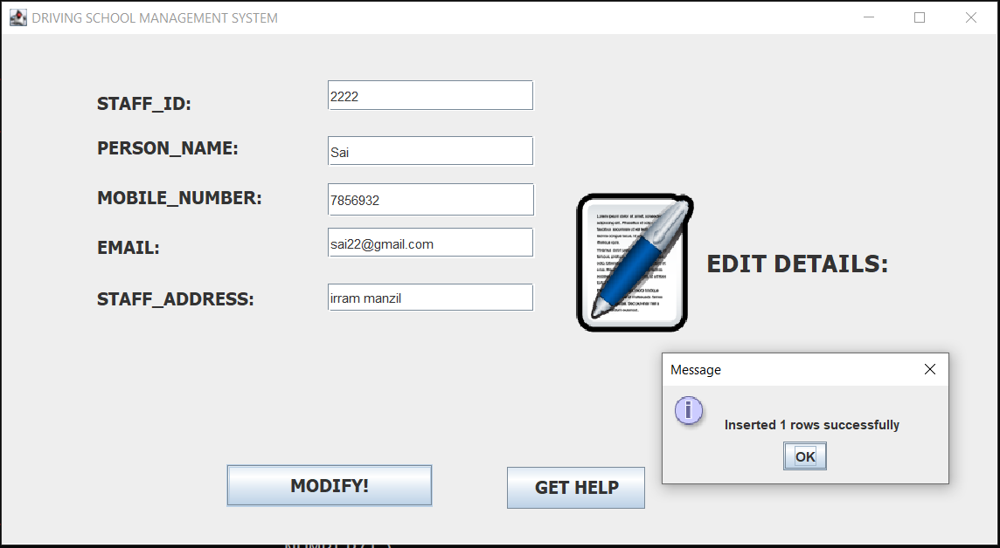 DRIVING SCHOOL MANAGEMENT SYSTEM
STAFF_ID:
2222
PERSON_NAME:
Sai
MOBILE_NUMBER:
7856932
EMAIL:
sai22@gmail.com
STAFF_ADDRESS:
irram manzil
EDIT DETAILS:
Message
Inserted 1 rows successfully
OK
MODIFY!
GET HELP